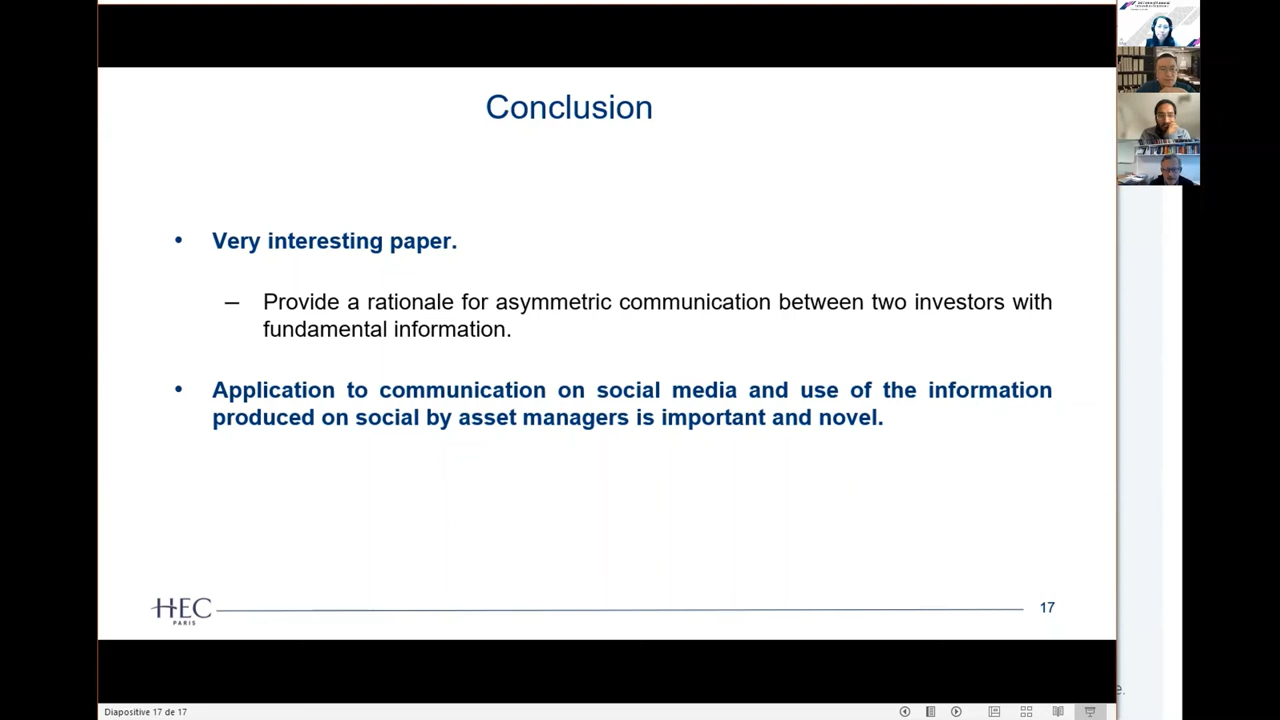 Conclusion
• Very interesting paper.
– Provide a rationale for asymmetric communication between two investors with
fundamental information.
• Application to communication on social media and use of the information
produced on social by asset managers is important and novel.
HEC
PARIS
17
Diapositive 17 de 17